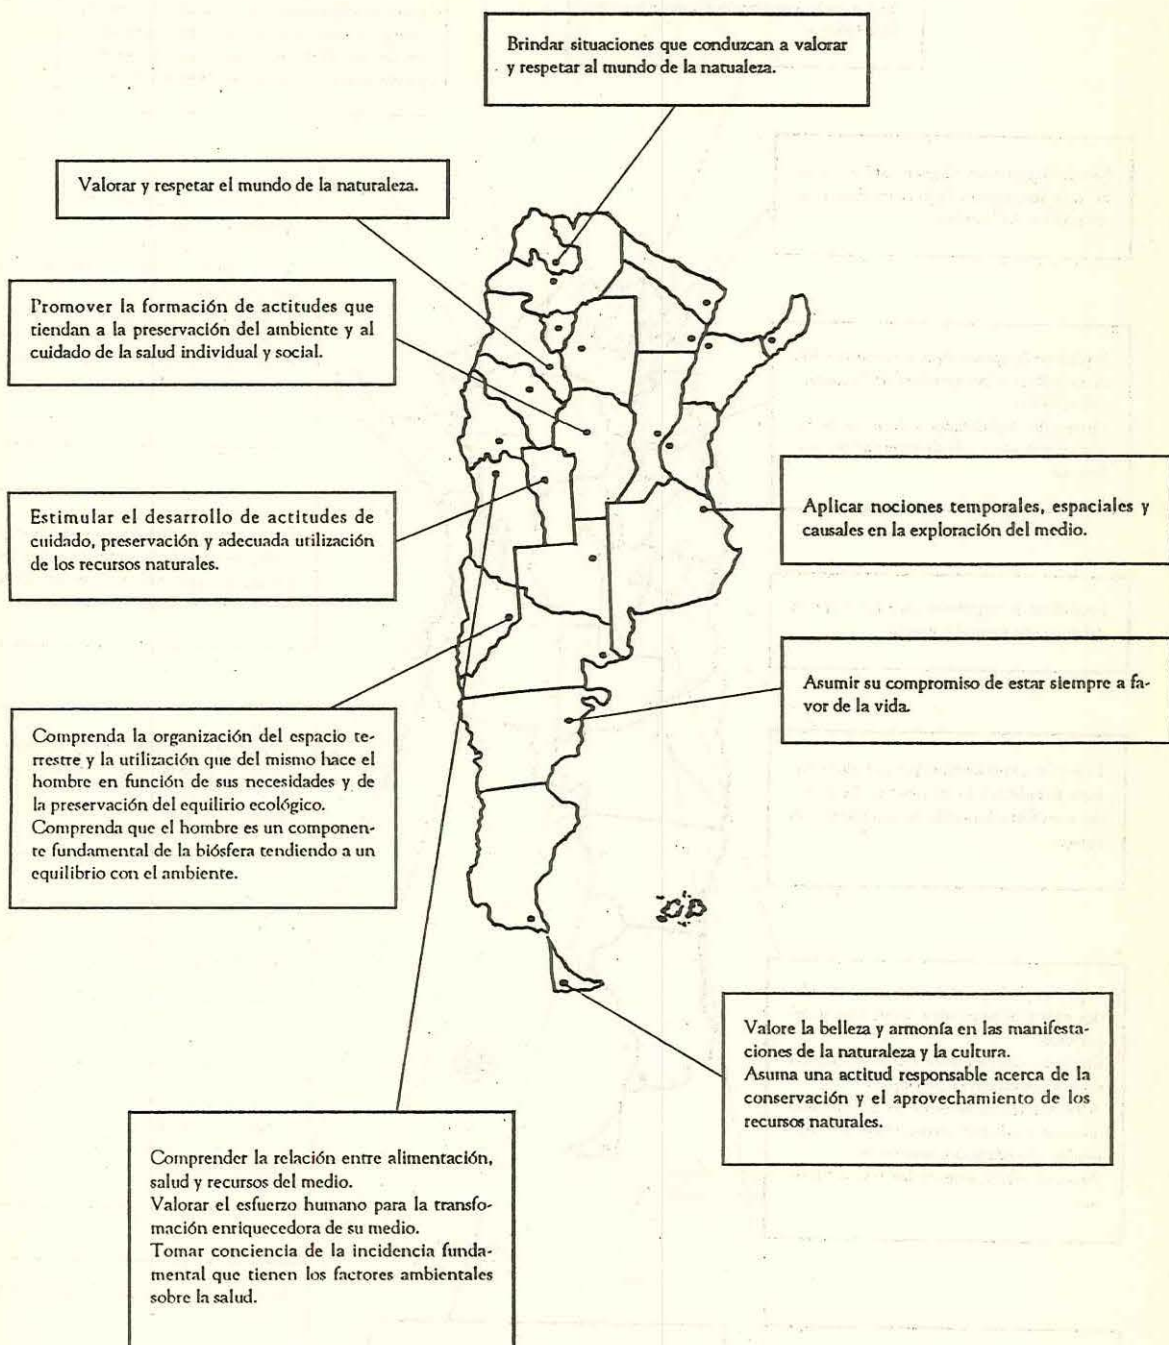 Brindar situaciones que conduzcan a valorar
y respetar al mundo de la natualeza.
Valorar y respetar el mundo de la naturaleza.
Promover la formación de actitudes que
tiendan a la preservación del ambiente y al
cuidado de la salud individual y social.
Estimular el desarrollo de actitudes de
cuidado, preservación y adecuada utilización
de los recursos naturales.
Aplicar nociones temporales, espaciales y
causales en la exploración del medio.
Asumir su compromiso de estar siempre a fa-
vor de la vida.
Comprenda la organización del espacio te-
rrestre y la utilización que del mismo hace el
hombre en función de sus necesidades y de
la preservación del equilirio ecológico.
Comprenda que el hombre es un componen-
te fundamental de la biósfera tendiendo a un
equilibrio con el ambiente.
Valore la belleza y armonía en las manifesta-
ciones de la naturaleza y la cultura.
Asuma una actitud responsable acerca de la
conservación y el aprovechamiento de los
recursos naturales.
Comprender la relación entre alimentación,
salud y recursos del medio.
Valorar el esfuerzo humano para la transfo-
mación enriquecedora de su medio.
Tomar conciencia de la incidencia funda-
mental que tienen los factores ambientales
sobre la salud.